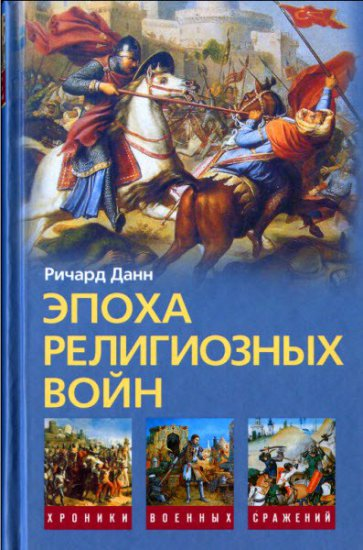 Ричард Данн
ЭПОХА
РЕЛИГИОЗНЫХ
ВОЙН
ХРОНИКИ ВОЕННЫХ СРАЖЕНИЙ